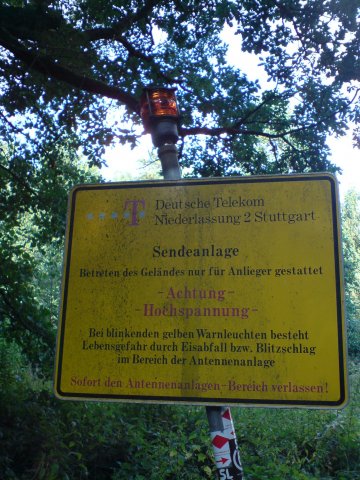 T Deutsche Telekom
Niederlassung 2 Stuttgart
Sendeanlage
Betreten des Geländes nur für Anlieger gestattet
-Achtung-
-Hochspannung-
Bei blinkenden gelben Warnleuchten besteht
Lebensgefahr durch Eisabfall bzw. Blitzschlag
im Bereich der Antennenanlage
Sofort den Antennenanlagen-Bereich verlassen!
SL